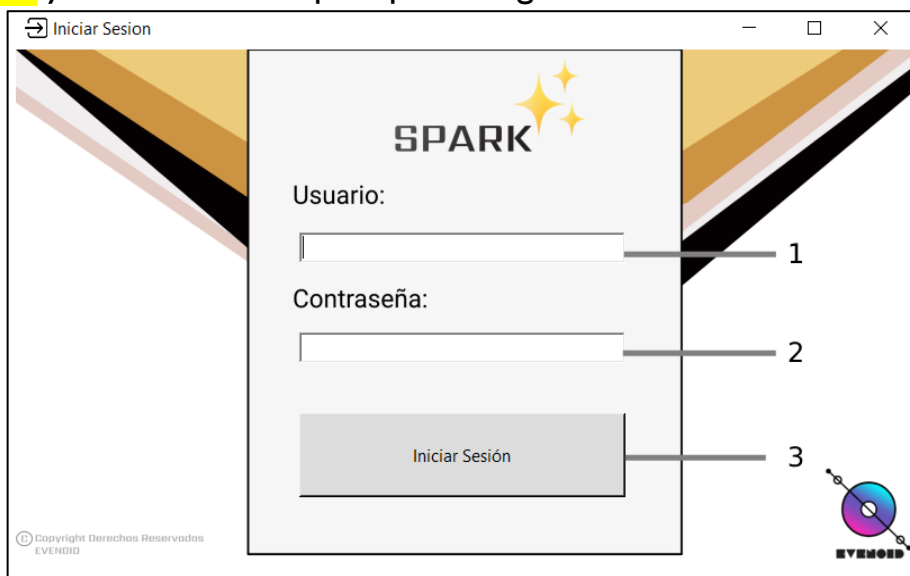 Iniciar Sesion
SPARK
Usuario:
1
Contraseña:
2
Iniciar Sesión
3
C Copyright Derechos Reservados
EVENOID
EVENOID